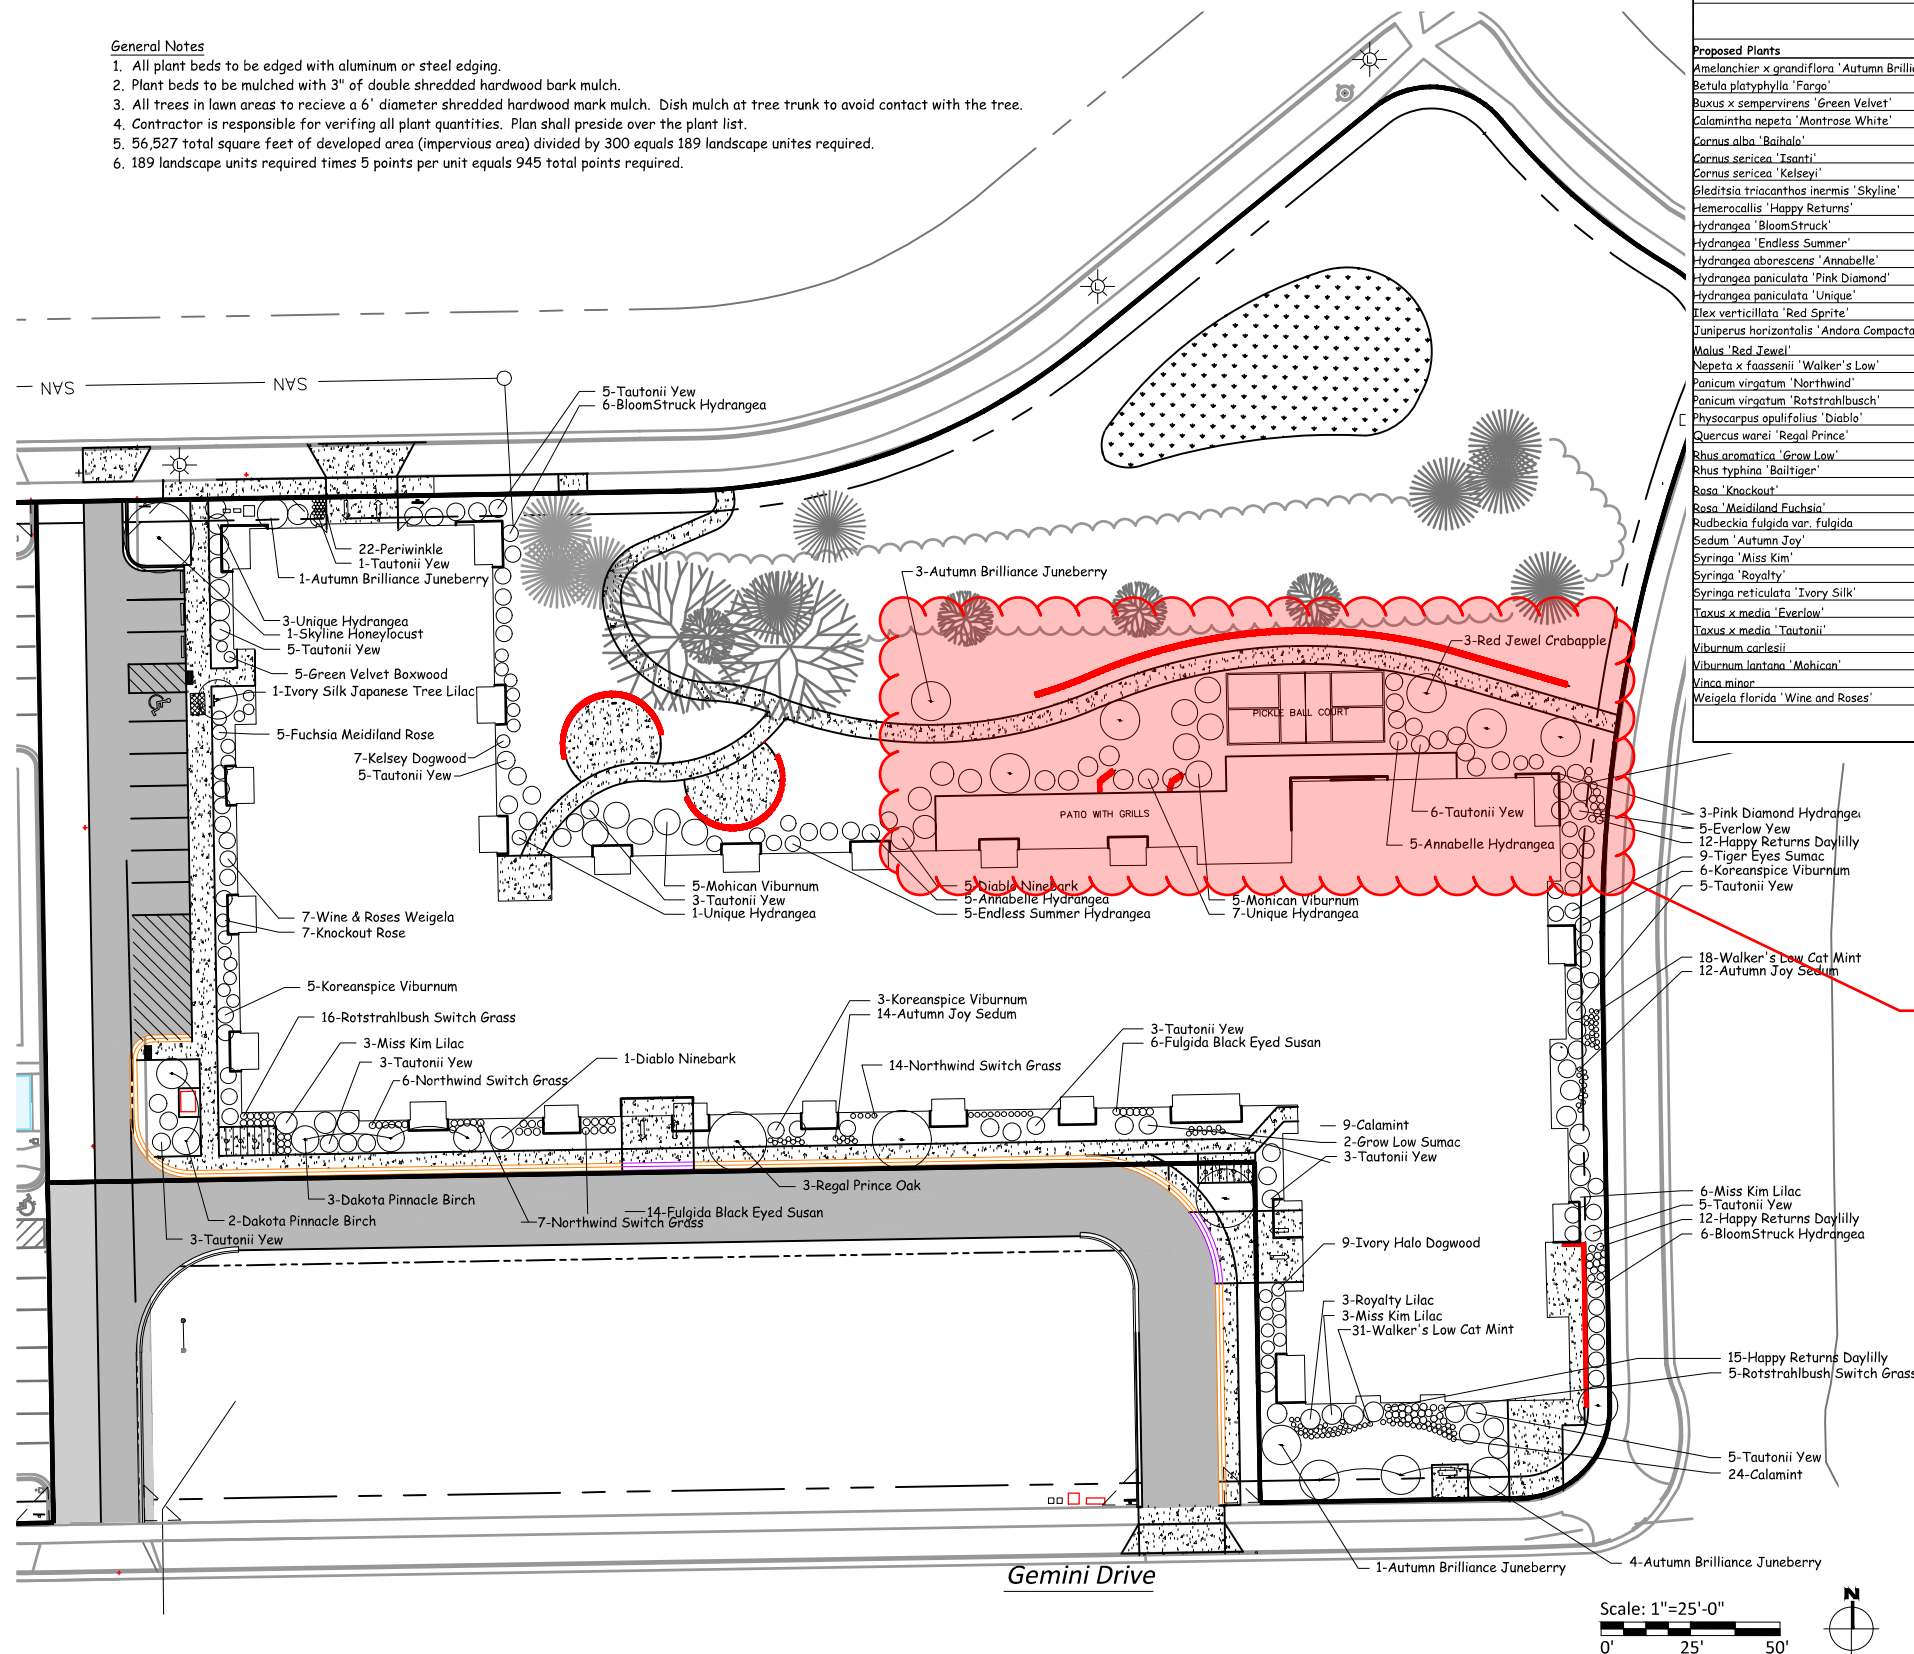 General Notes
1. All plant beds to be edged with aluminum or steel edging.
2. Plant beds to be mulched with 3" of double shredded hardwood bark mulch.
3. All trees in lawn areas to recieve a 6' diameter shredded hardwood mark mulch. Dish mulch at tree trunk to avoid contact with the tree.
4. Contractor is responsible for verifing all plant quantities. Plan shall preside over the plant list.
5. 56,527 total square feet of developed area (impervious area) divided by 300 equals 189 landscape unites required.
6. 189 landscape units required times 5 points per unit equals 945 total points required.
Proposed Plants
Amelanchier x grandiflora 'Autumn Brillia
Betula platyphylla 'Fargo'
Buxus x sempervirens 'Green Velvet'
Calamintha nepeta 'Montrose White'
Cornus alba 'Baihalo'
Cornus sericea 'Isanti'
Cornus sericea 'Kelseyi'
Gleditsia triacanthos inermis 'Skyline'
Hemerocallis 'Happy Returns'
Hydrangea 'BloomStruck'
Hydrangea 'Endless Summer'
Hydrangea aborescens 'Annabelle'
Hydrangea paniculata 'Pink Diamond'
Hydrangea paniculata 'Unique'
Ilex verticillata 'Red Sprite'
Juniperus horizontalis 'Andora Compacta
Malus 'Red Jewel'
Nepeta x faassenii 'Walker's Low'
Panicum virgatum 'Northwind'
Panicum virgatum 'Rotstrahlbusch'
Physocarpus opulifolius 'Diablo'
Quercus warei 'Regal Prince'
Rhus aromatica 'Grow Low'
Rhus typhina 'Bailtiger'
Rosa 'Knockout'
Rosa 'Meidiland Fuchsia'
Rudbeckia fulgida var. fulgida
Sedum 'Autumn Joy'
Syringa 'Miss Kim'
Syringa 'Royalty'
Syringa reticulata 'Ivory Silk'
Taxus x media 'Everlow'
Taxus x media 'Tautonii'
Viburnum carlesii
Viburnum lantana 'Mohican'
Vinca minor
Weigela florida 'Wine and Roses'
L
L
SAN
SAN
L
5-Tautonii Yew
6-BloomStruck Hydrangea
22-Periwinkle
1-Tautonii Yew
1-Autumn Brilliance Juneberry
3-Unique Hydrangea
1-Skyline Honeylocust
5-Tautonii Yew
5-Green Velvet Boxwood
1-Ivory Silk Japanese Tree Lilac
5-Fuchsia Meidiland Rose
7-Kelsey Dogwood
5-Tautonii Yew
3-Autumn Brilliance Juneberry
3-Red Jewel Crabapple
PICKLE BALL COURT
PATIO WITH GRILLS
6-Tautonii Yew
5-Annabelle Hydrangea
3-Pink Diamond Hydrangea
5-Everlow Yew
12-Happy Returns Daylilly
9-Tiger Eyes Sumac
6-Koreanspice Viburnum
5-Tautonii Yew
5-Mohican Viburnum
3-Tautonii Yew
1-Unique Hydrangea
5-Diablo Ninebark
5-Annabelle Hydrangea
5-Endless Summer Hydrangea
5-Mohican Viburnum
7-Unique Hydrangea
7-Wine & Roses Weigela
7-Knockout Rose
18-Walker's Low Cat Mint
12-Autumn Joy Sedum
5-Koreanspice Viburnum
16-Rotstrahlbush Switch Grass
3-Miss Kim Lilac
3-Tautonii Yew
6-Northwind Switch Grass
1-Diablo Ninebark
3-Koreanspice Viburnum
14-Autumn Joy Sedum
14-Northwind Switch Grass
3-Tautonii Yew
6-Fulgida Black Eyed Susan
9-Calamint
2-Grow Low Sumac
3-Tautonii Yew
3-Regal Prince Oak
3-Dakota Pinnacle Birch
14-Fulgida Black Eyed Susan
7-Northwind Switch Grass
2-Dakota Pinnacle Birch
3-Tautonii Yew
6-Miss Kim Lilac
5-Tautonii Yew
12-Happy Returns Daylilly
6-BloomStruck Hydrangea
9-Ivory Halo Dogwood
3-Royalty Lilac
3-Miss Kim Lilac
31-Walker's Low Cat Mint
15-Happy Returns Daylilly
5-Rotstrahlbush Switch Grass
5-Tautonii Yew
24-Calamint
1-Autumn Brilliance Juneberry
4-Autumn Brilliance Juneberry
Gemini Drive
Scale: 1"=25'-0"
0' 25' 50'
N